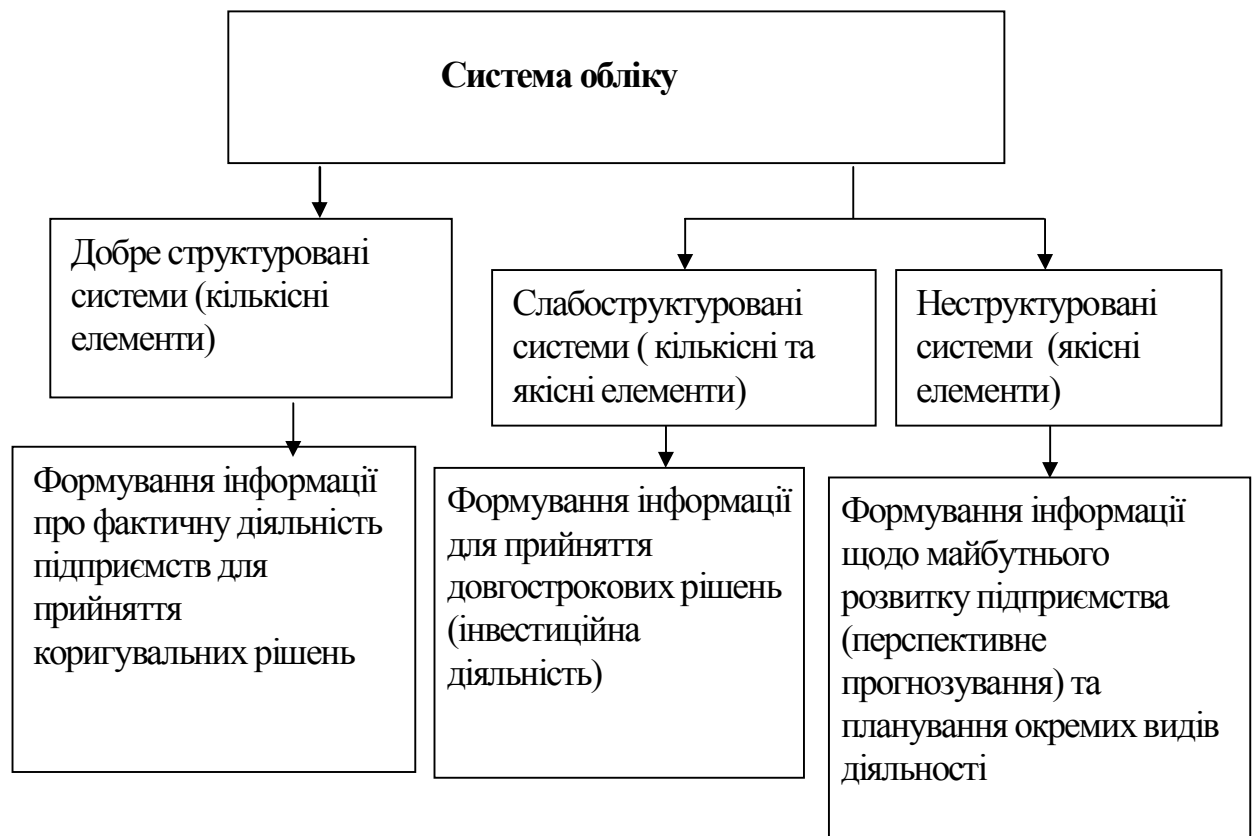 Система обліку
Добре структуровані
системи (кількісні
елементи)
Слабоструктуровані
системи ( кількісні та
якісні елементи)
Неструктуровані
системи (якісні
елементи)
Формування інформації
про фактичну діяльність
підприємств для
прийняття
коригувальних рішень
Формування інформації
для прийняття
довгострокових рішень
(інвестиційна
діяльність)
Формування інформації
щодо майбутнього
розвитку підприємства
(перспективне
прогнозування) та
планування окремих видів
діяльності